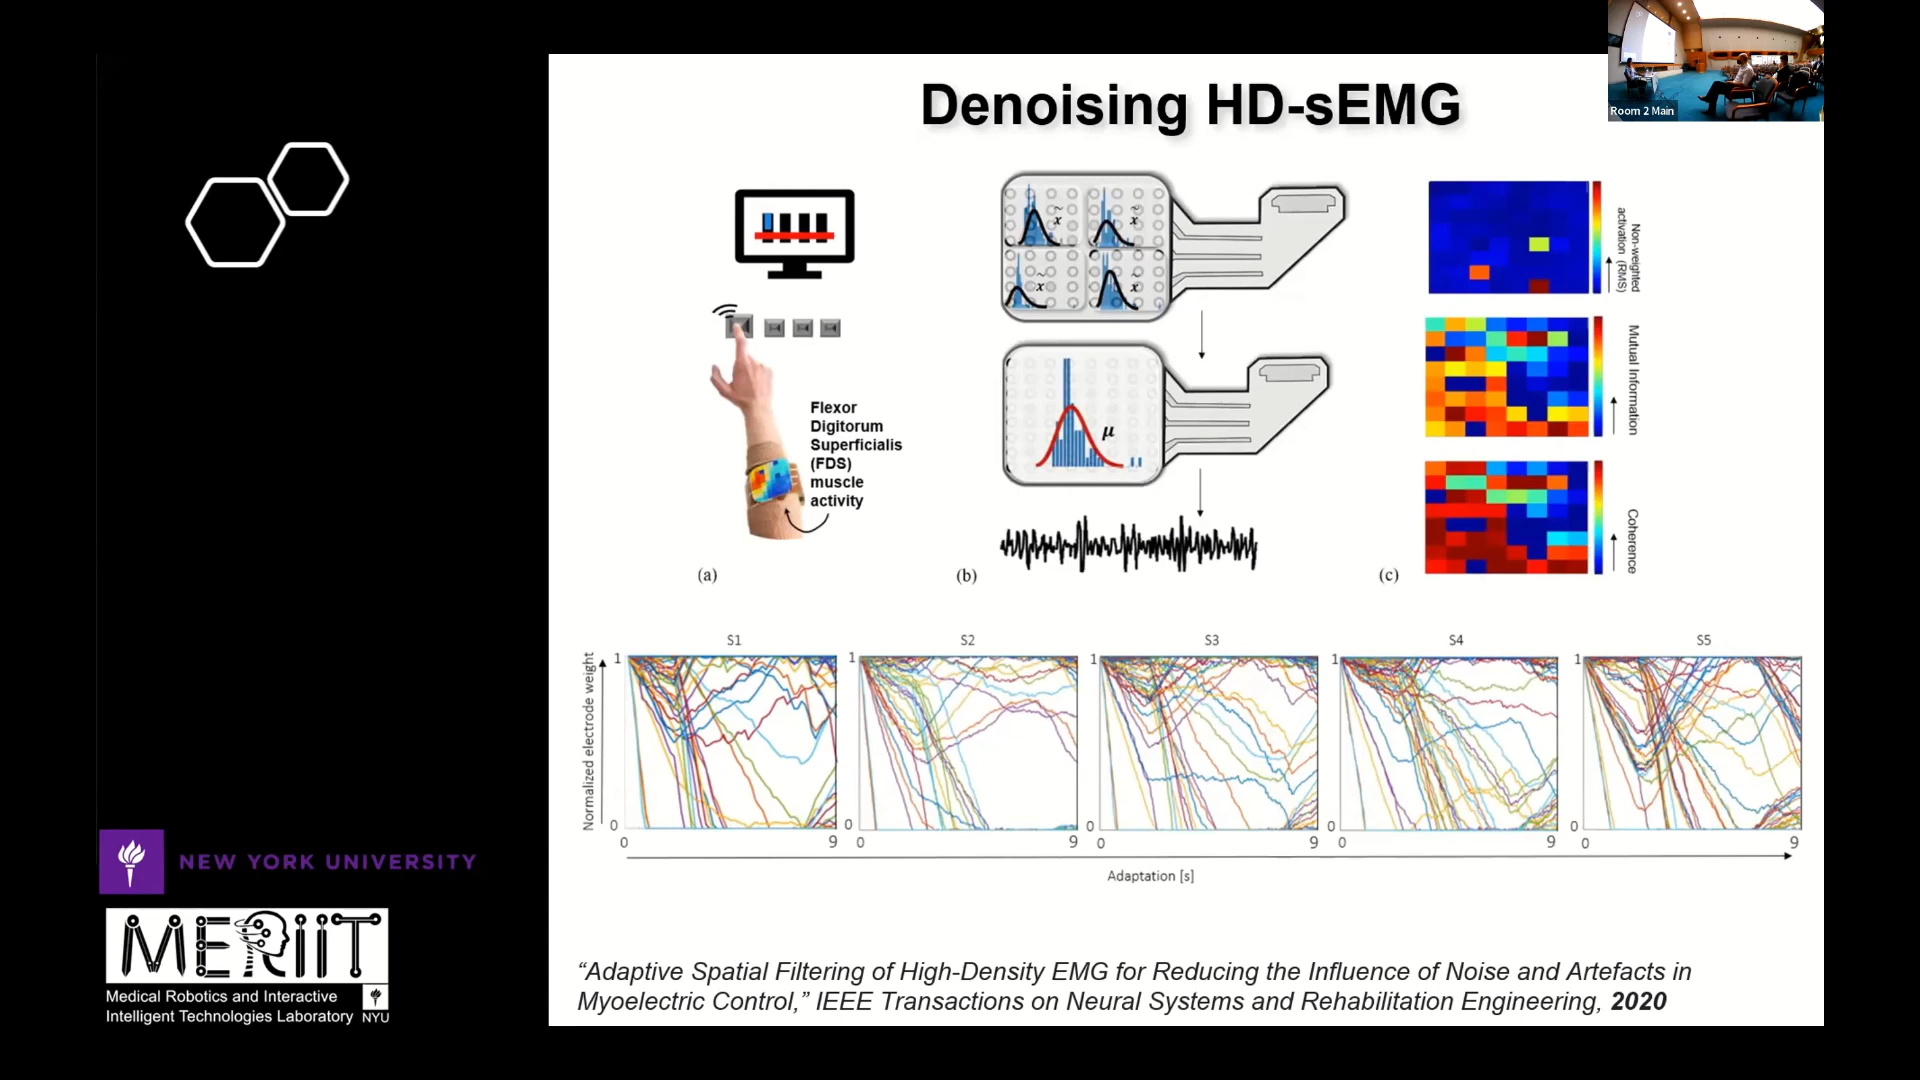 Denoising HD-sEMG
Room 2 Main
x̃
x̃
x̃
x̃
μ
Flexor
Digitorum
Superficialis
(FDS)
muscle
activity
(a)
(b)
(c)
Non-weighted
activation (RMS)
Mutual Information
Coherence
S1
S2
S3
S4
S5
Normalized electrode weight
1
0
0
9
1
0
0
9
1
0
0
9
1
0
0
9
1
0
0
9
Adaptation [s]
NEW YORK UNIVERSITY
MERIIT
Medical Robotics and Interactive
Intelligent Technologies Laboratory
NYU
“Adaptive Spatial Filtering of High-Density EMG for Reducing the Influence of Noise and Artefacts in
Myoelectric Control,” IEEE Transactions on Neural Systems and Rehabilitation Engineering, 2020